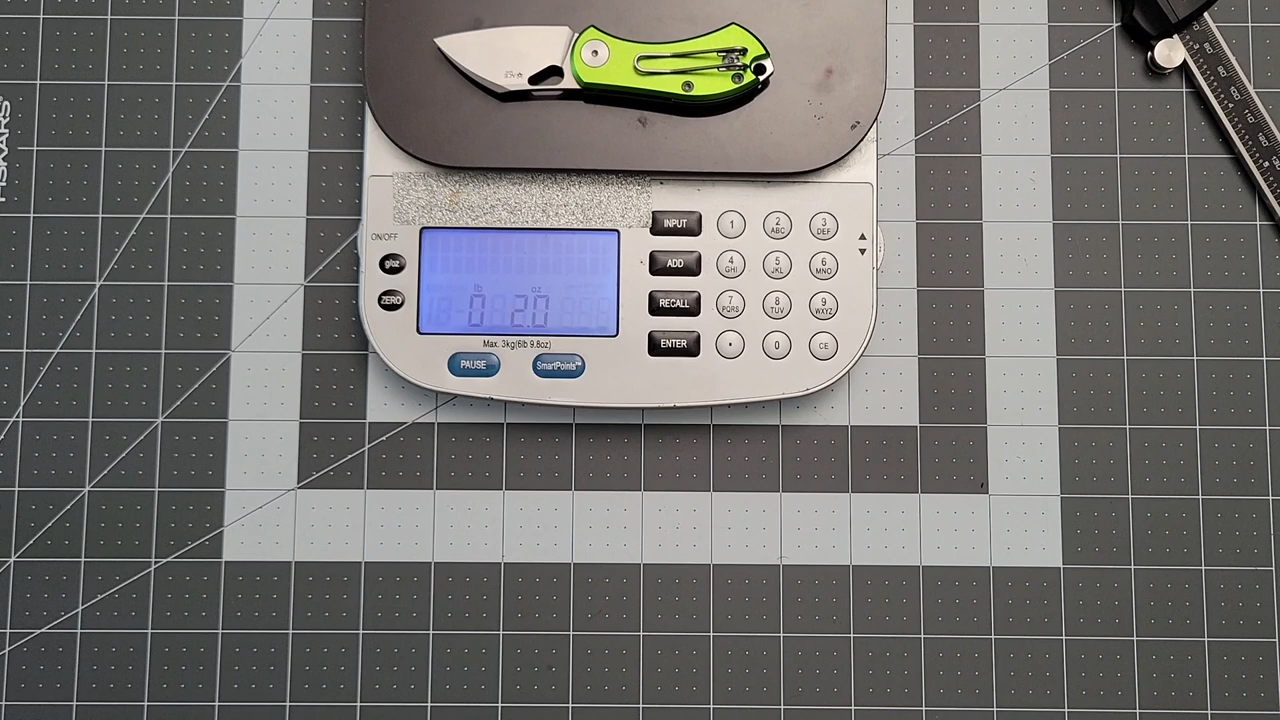 FISKARS
ON/OFF
g/oz
ZERO
lb oz
0 2.0
Max. 3kg(6lb 9.8oz)
PAUSE
SmartPoints™
INPUT
ADD
RECALL
ENTER
1
2
ABC
3
DEF
4
GHI
5
JKL
6
MNO
7
PQRS
8
TUV
9
WXYZ
.
0
CE